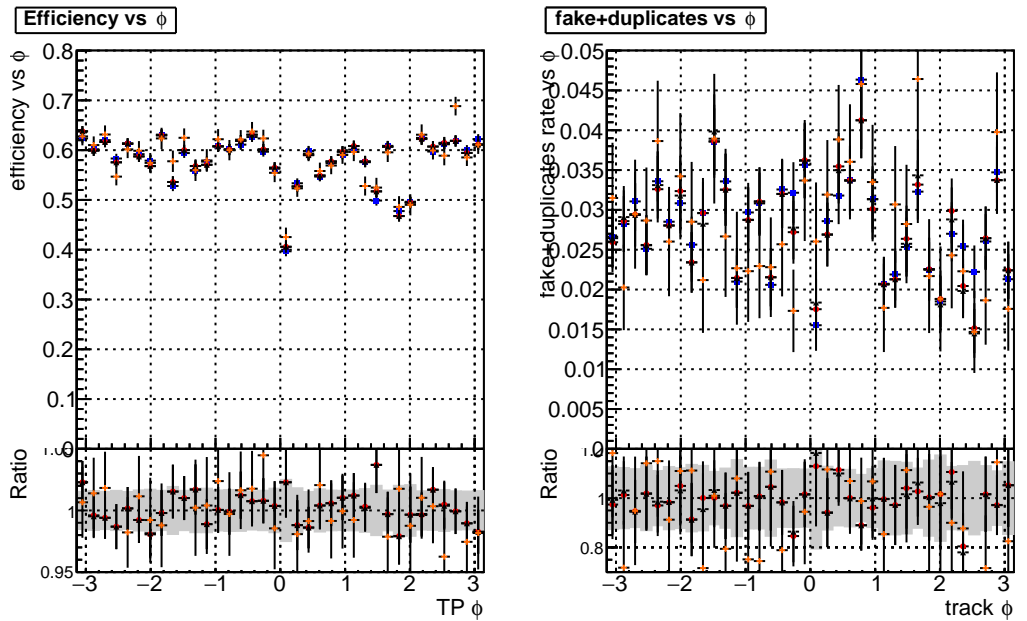 Efficiency vs ϕ
efficiency vs ϕ
0.8
0.7
0.6
0.5
0.4
0.3
0.2
0.1
0
Ratio
1.05
1
0.95
−3 −2 −1 0 1 2 3
TP ϕ
fake+duplicates vs ϕ
fake+duplicates rate vs ϕ
0.05
0.045
0.04
0.035
0.03
0.025
0.02
0.015
0.01
0.005
0
Ratio
1
0.8
−3 −2 −1 0 1 2 3
track ϕ